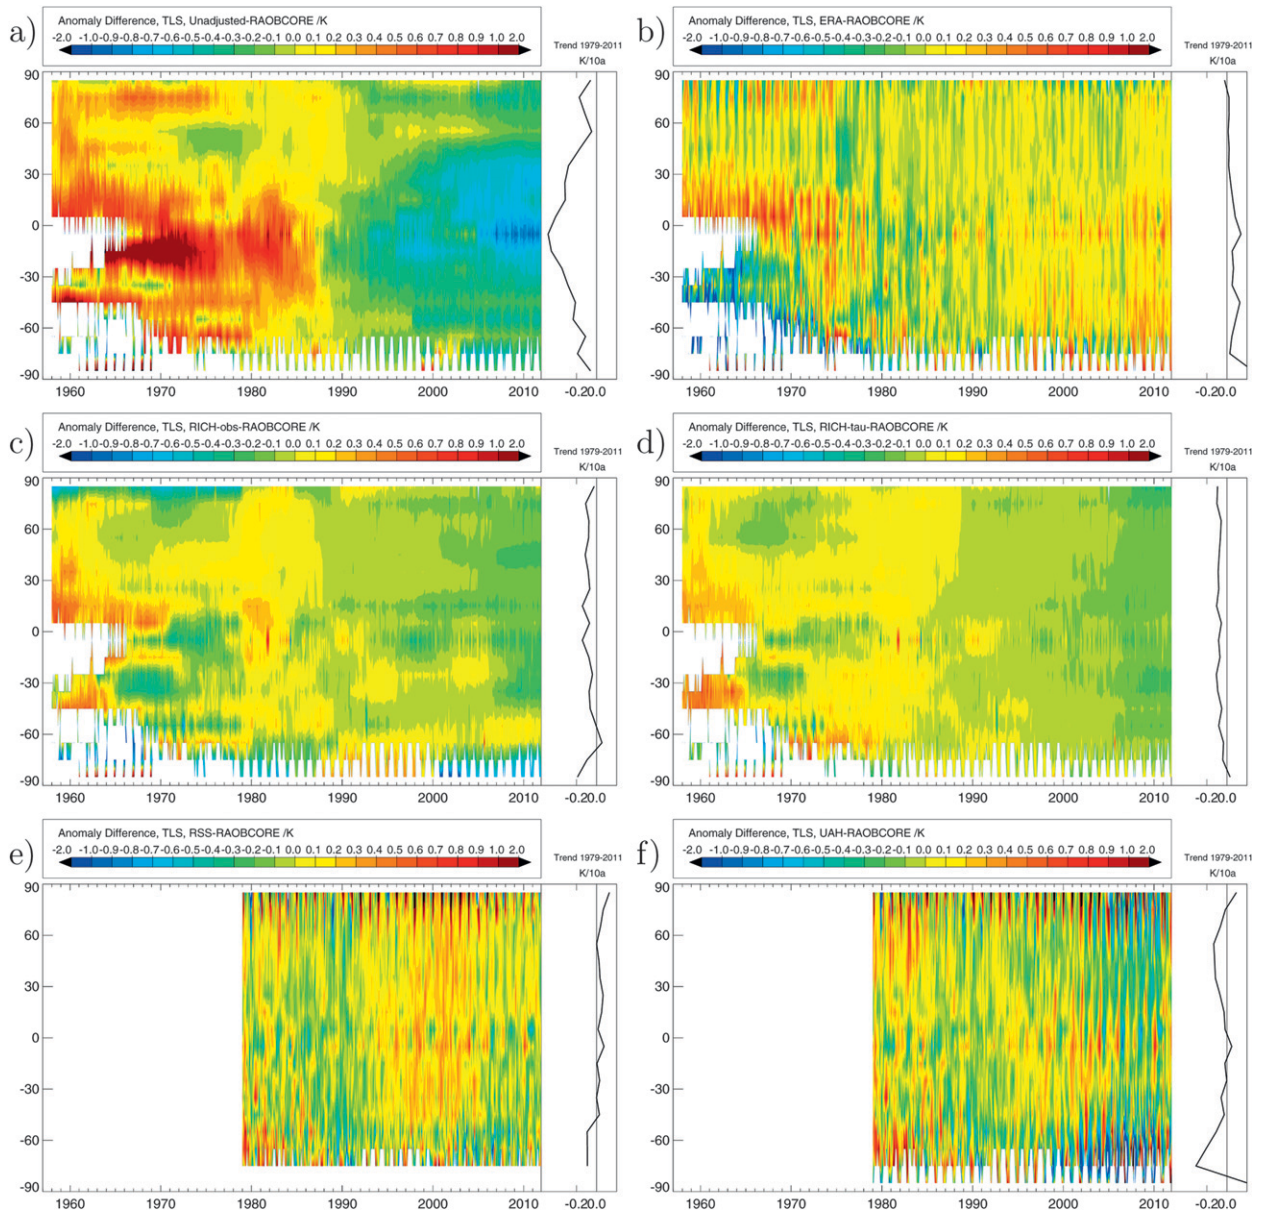 a)
Anomaly Difference, TLS, Unadjusted-RAOBCORE /K
-2.0 -1.0-0.9-0.8-0.7-0.6-0.5-0.4-0.3-0.2-0.1 0.0 0.1 0.2 0.3 0.4 0.5 0.6 0.7 0.8 0.9 1.0 2.0
Trend 1979-2011
K/10a
90
60
30
0
-30
-60
-90
1960 1970 1980 1990 2000 2010
-0.20.0
b)
Anomaly Difference, TLS, ERA-RAOBCORE /K
-2.0 -1.0-0.9-0.8-0.7-0.6-0.5-0.4-0.3-0.2-0.1 0.0 0.1 0.2 0.3 0.4 0.5 0.6 0.7 0.8 0.9 1.0 2.0
Trend 1979-2011
K/10a
90
60
30
0
-30
-60
-90
1960 1970 1980 1990 2000 2010
-0.20.0
c)
Anomaly Difference, TLS, RICH-obs-RAOBCORE /K
-2.0 -1.0-0.9-0.8-0.7-0.6-0.5-0.4-0.3-0.2-0.1 0.0 0.1 0.2 0.3 0.4 0.5 0.6 0.7 0.8 0.9 1.0 2.0
Trend 1979-2011
K/10a
90
60
30
0
-30
-60
-90
1960 1970 1980 1990 2000 2010
-0.20.0
d)
Anomaly Difference, TLS, RICH-tau-RAOBCORE /K
-2.0 -1.0-0.9-0.8-0.7-0.6-0.5-0.4-0.3-0.2-0.1 0.0 0.1 0.2 0.3 0.4 0.5 0.6 0.7 0.8 0.9 1.0 2.0
Trend 1979-2011
K/10a
90
60
30
0
-30
-60
-90
1960 1970 1980 1990 2000 2010
-0.20.0
e)
Anomaly Difference, TLS, RSS-RAOBCORE /K
-2.0 -1.0-0.9-0.8-0.7-0.6-0.5-0.4-0.3-0.2-0.1 0.0 0.1 0.2 0.3 0.4 0.5 0.6 0.7 0.8 0.9 1.0 2.0
Trend 1979-2011
K/10a
90
60
30
0
-30
-60
-90
1960 1970 1980 1990 2000 2010
-0.20.0
f)
Anomaly Difference, TLS, UAH-RAOBCORE /K
-2.0 -1.0-0.9-0.8-0.7-0.6-0.5-0.4-0.3-0.2-0.1 0.0 0.1 0.2 0.3 0.4 0.5 0.6 0.7 0.8 0.9 1.0 2.0
Trend 1979-2011
K/10a
90
60
30
0
-30
-60
-90
1960 1970 1980 1990 2000 2010
-0.20.0